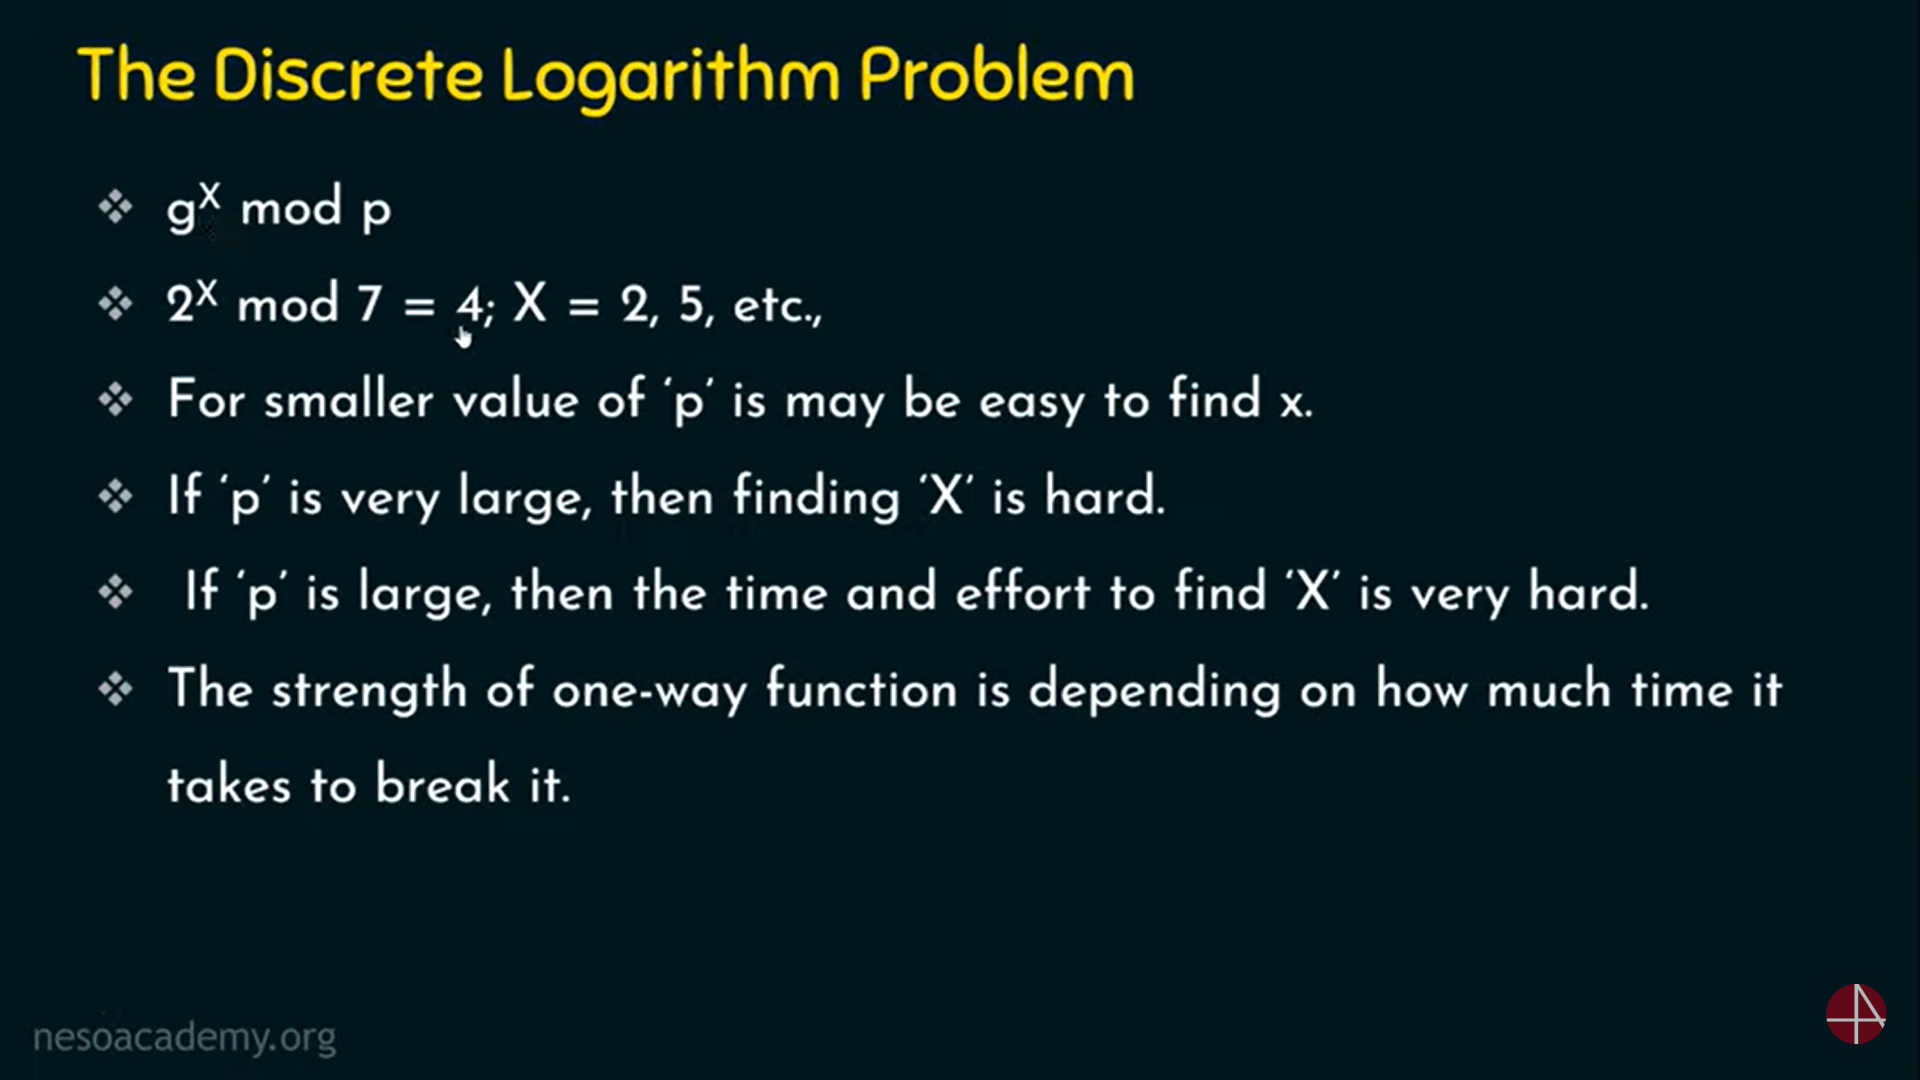 The Discrete Logarithm Problem
❖ gˣ mod p
❖ 2ˣ mod 7 = 4; X = 2, 5, etc.,
❖ For smaller value of ‘p’ is may be easy to find x.
❖ If ‘p’ is very large, then finding ‘X’ is hard.
❖ If ‘p’ is large, then the time and effort to find ‘X’ is very hard.
❖ The strength of one-way function is depending on how much time it
takes to break it.
nesoacademy.org